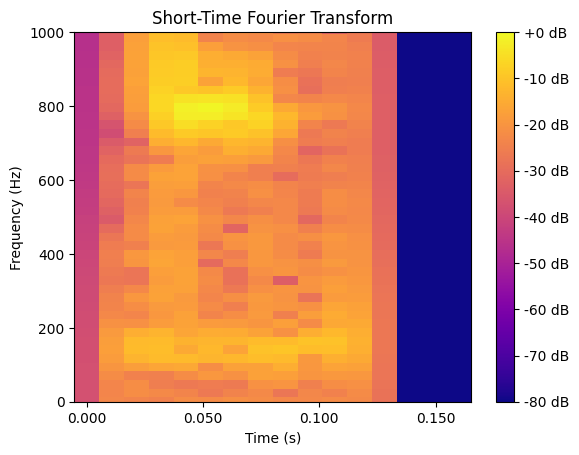 Short-Time Fourier Transform
Frequency (Hz)
1000
800
600
400
200
0
0.000 0.050 0.100 0.150
Time (s)
+0 dB
-10 dB
-20 dB
-30 dB
-40 dB
-50 dB
-60 dB
-70 dB
-80 dB